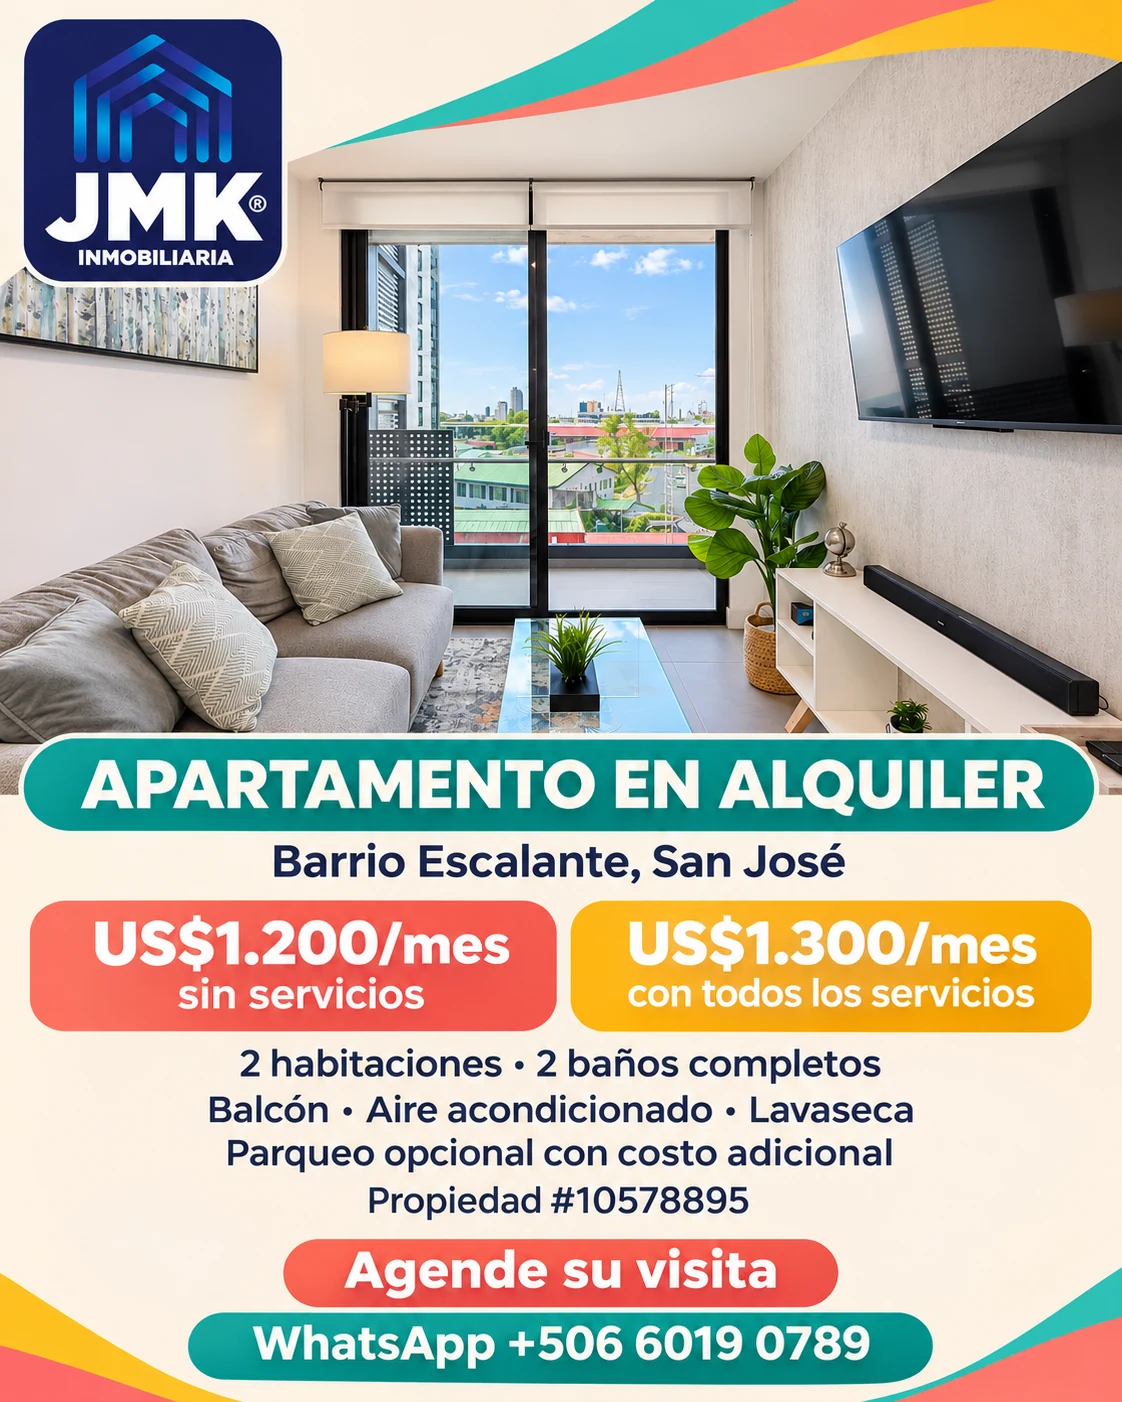 JMK®
INMOBILIARIA
APARTAMENTO EN ALQUILER
Barrio Escalante, San José
US$1.200/mes
sin servicios
US$1.300/mes
con todos los servicios
2 habitaciones • 2 baños completos
Balcón • Aire acondicionado • Lavaseca
Parqueo opcional con costo adicional
Propiedad #10578895
Agende su visita
WhatsApp +506 6019 0789